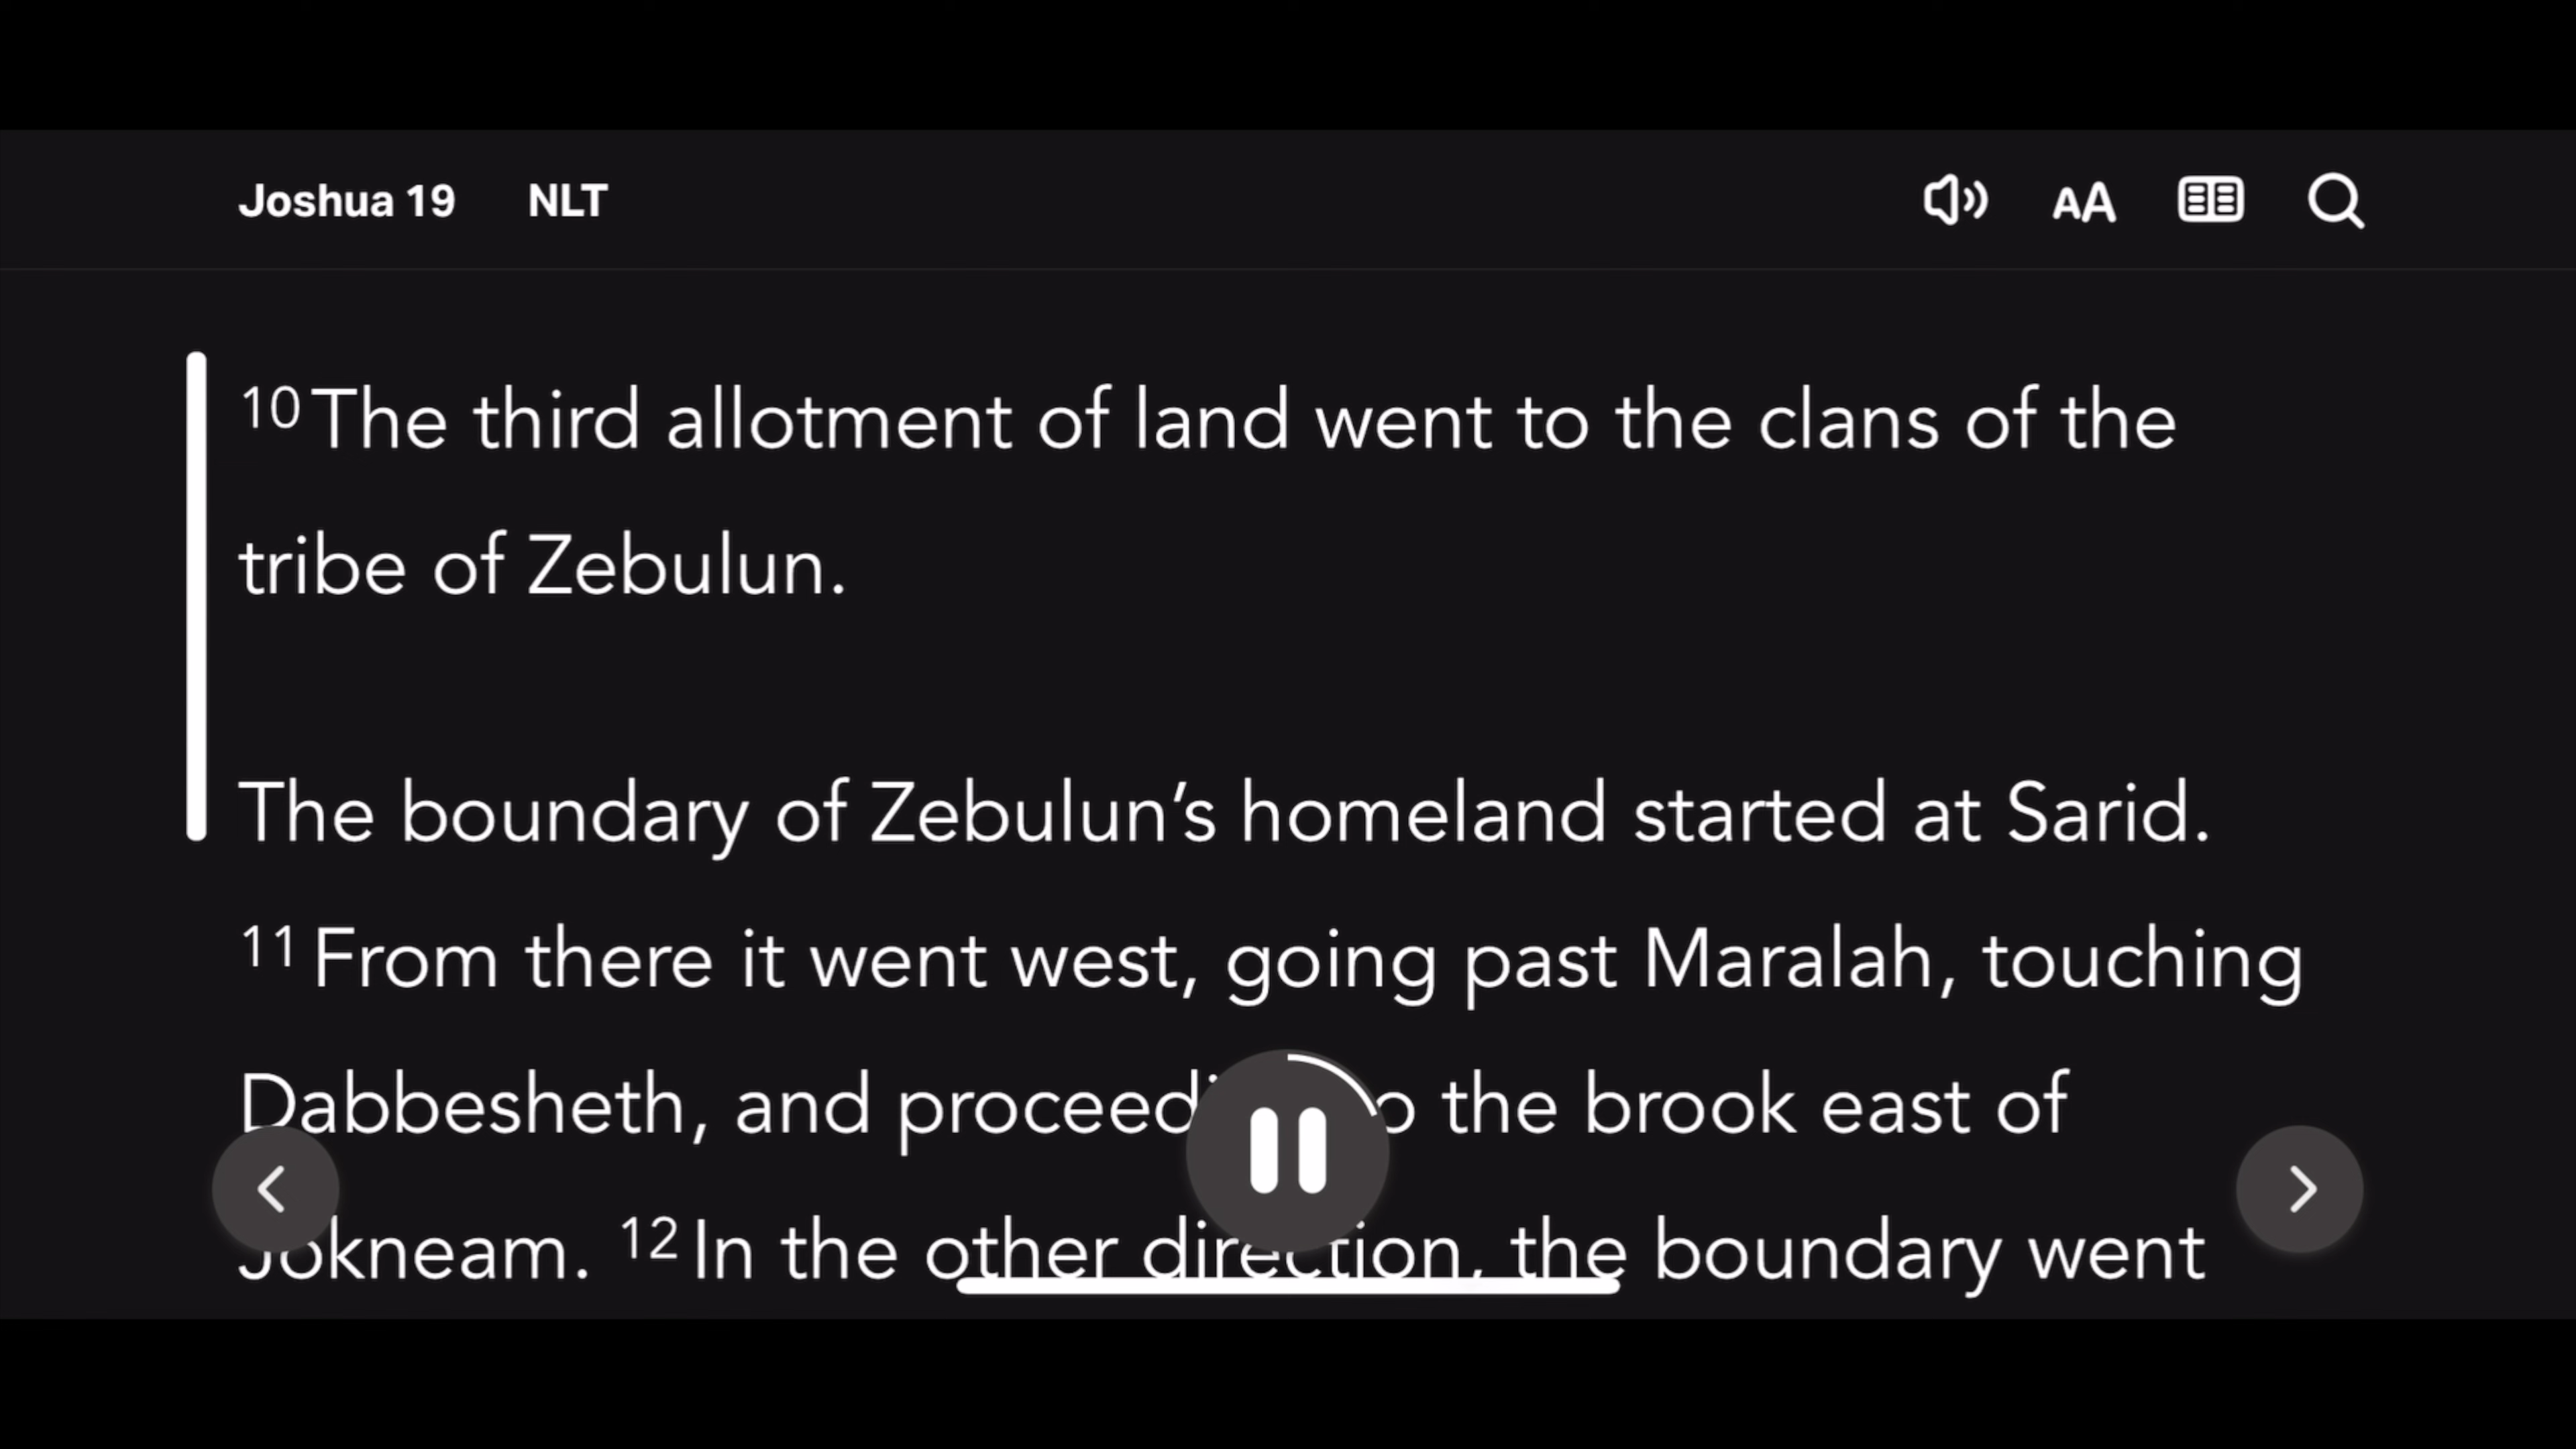 Joshua 19 NLT AA
10 The third allotment of land went to the clans of the
tribe of Zebulun.
The boundary of Zebulun’s homeland started at Sarid.
11 From there it went west, going past Maralah, touching
Dabbesheth, and the brook east of
Jokneam. 12 In the other direction, the boundary went